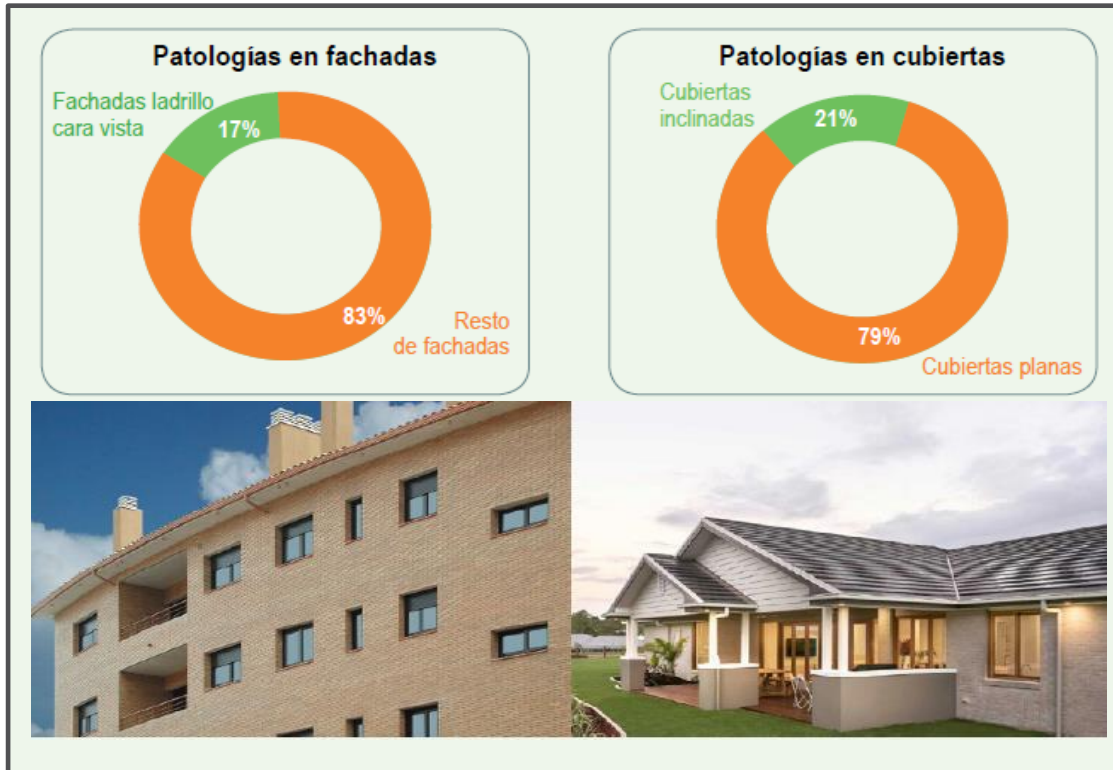 Patologías en fachadas
Fachadas ladrillo
cara vista
17%
83%
Resto
de fachadas
Patologías en cubiertas
Cubiertas
inclinadas
21%
79%
Cubiertas planas